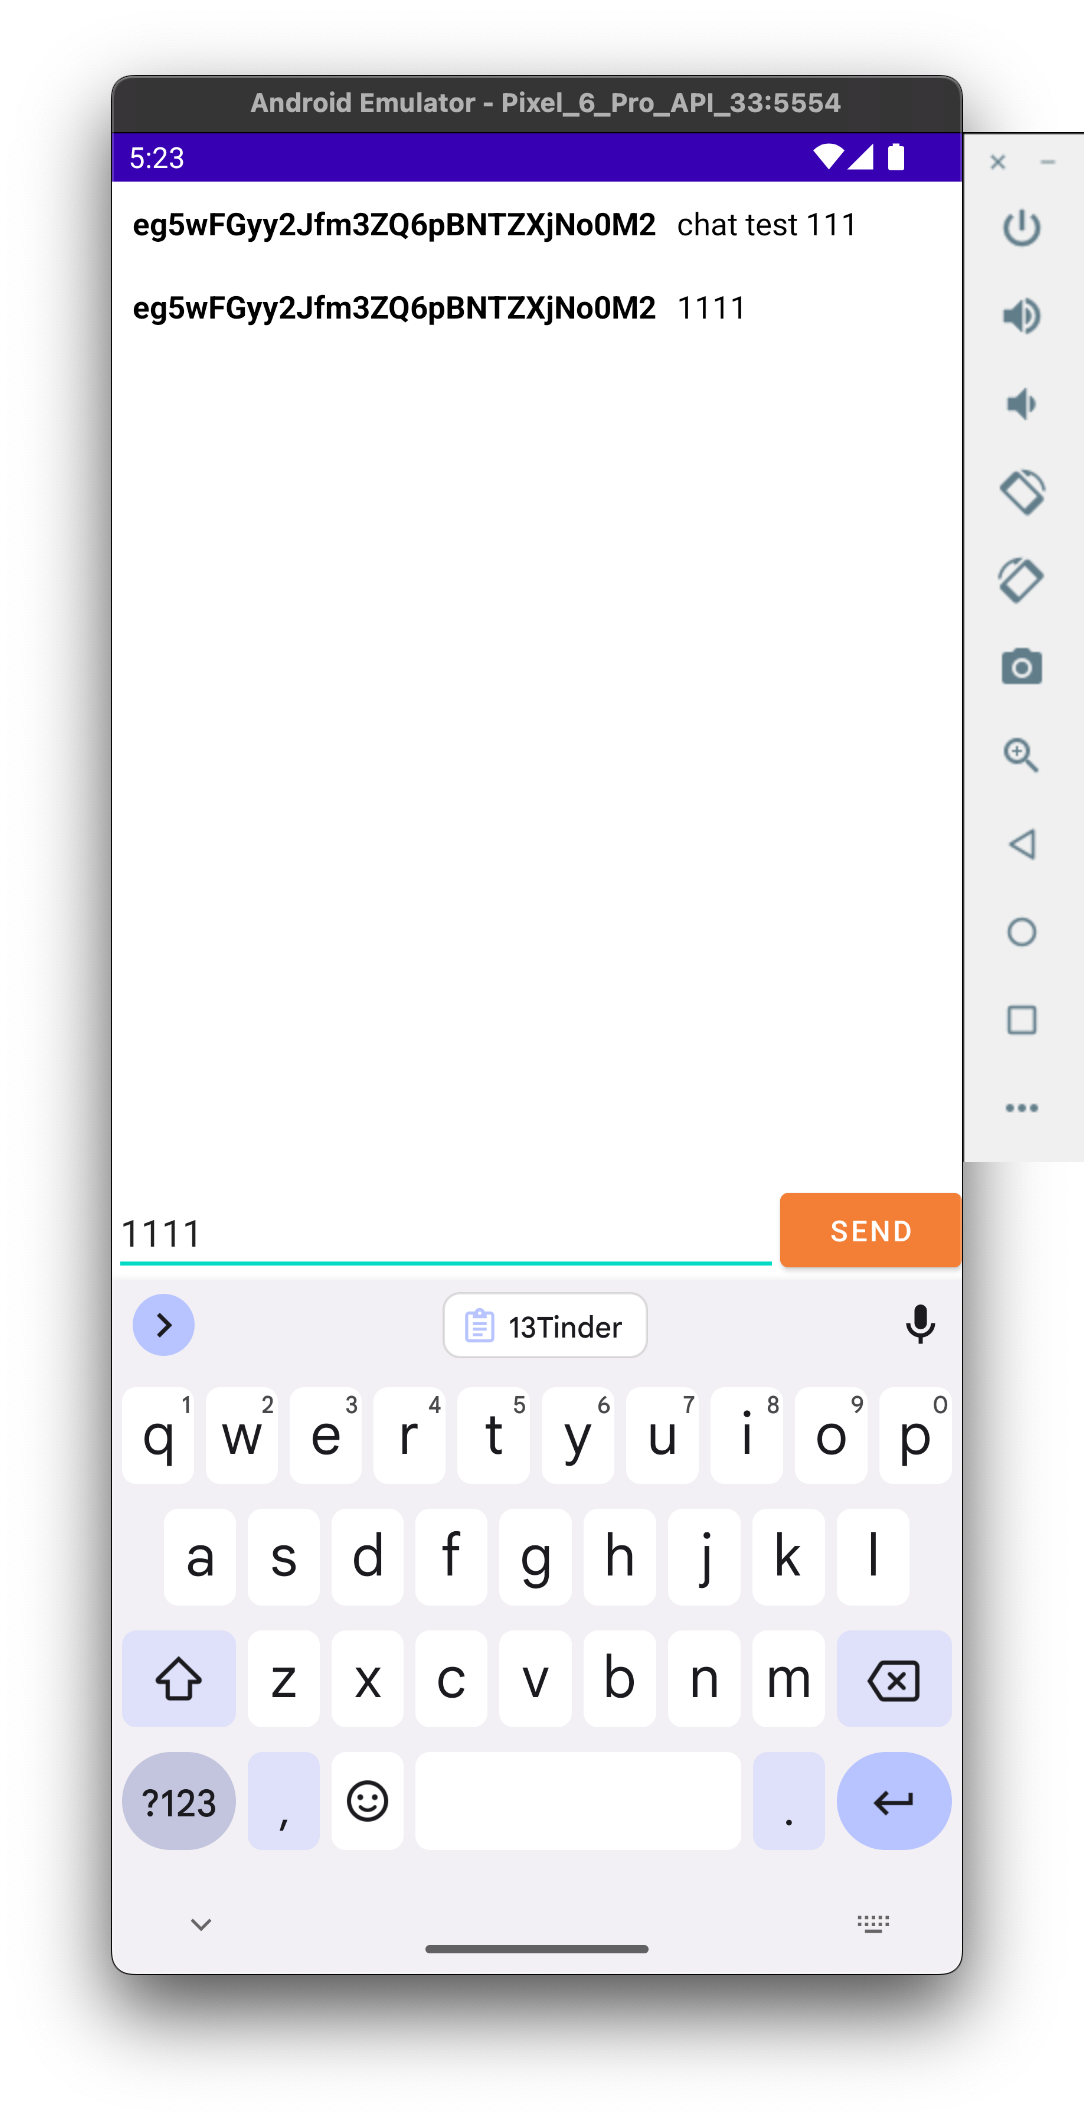 Android Emulator - Pixel_6_Pro_API_33:5554
5:23
eg5wFGyy2Jfm3ZQ6pBNTZXjNo0M2 chat test 111
eg5wFGyy2Jfm3ZQ6pBNTZXjNo0M2 1111
1111 SEND
13Tinder
1 2 3 4 5 6 7 8 9 0
q w e r t y u i o p
a s d f g h j k l
z x c v b n m
?123 , .